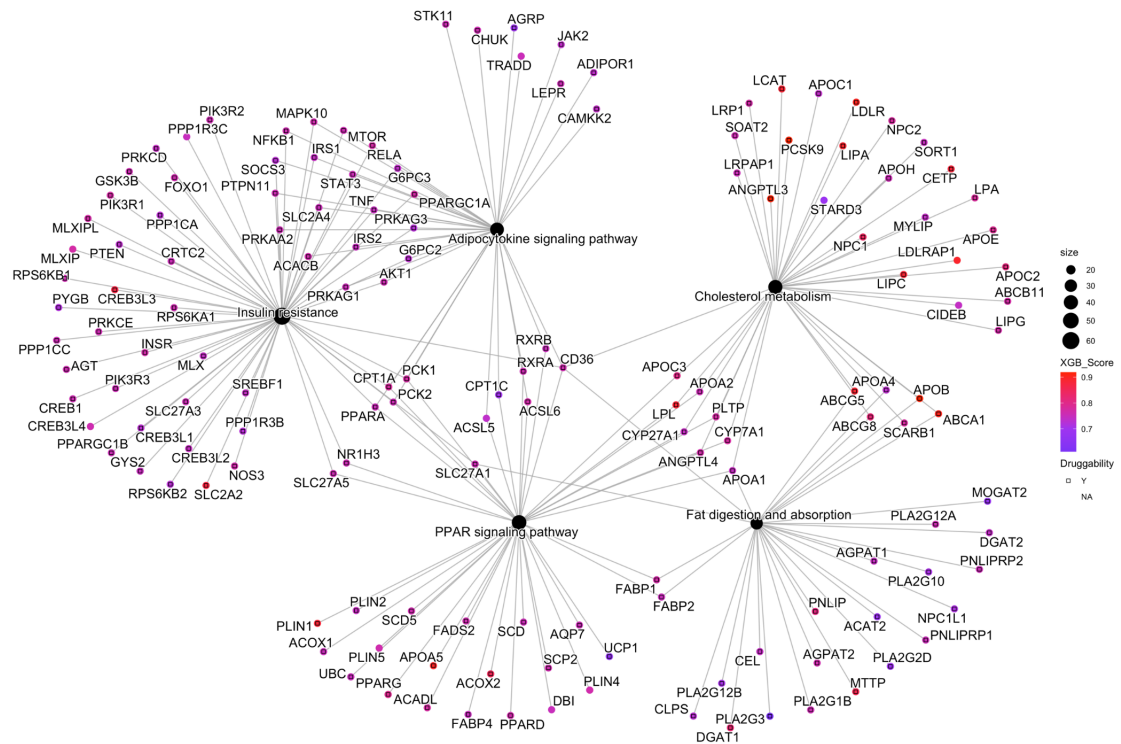 STK11
AGRP
CHUK
JAK2
TRADD
ADIPOR1
LEPR
CAMKK2
LCAT
APOC1
LRP1
LDLR
SOAT2
NPC2
PCSK9
LIPA
SORT1
LRPAP1
APOH
CETP
ANGPTL3
STARD3
LPA
MYLIP
NPC1
APOE
LDLRAP1
LIPC
APOC2
ABCB11
CIDEB
LIPG
Cholesterol metabolism
PIK3R2
PPP1R3C
MAPK10
NFKB1
MTOR
IRS1
RELA
PRKCD
SOCS3
G6PC3
GSK3B
FOXO1
PTPN11
STAT3
PIK3R1
TNF
PPARGC1A
PPP1CA
SLC2A4
PRKAG3
MLXIPL
PRKAA2
IRS2
Adipocytokine signaling pathway
PTEN
CRTC2
G6PC2
MLXIP
ACACB
AKT1
RPS6KB1
CREB3L3
PRKAG1
PYGB
RPS6KA1
Insulin resistance
PRKCE
PPP1CC
INSR
AGT
MLX
PIK3R3
SREBF1
CREB1
SLC27A3
CREB3L4
PPP1R3B
PPARGC1B
CREB3L1
GYS2
CREB3L2
NOS3
RPS6KB2
SLC2A2
RXRB
RXRA
CD36
PCK1
CPT1A
CPT1C
PCK2
PPARA
ACSL6
ACSL5
NR1H3
SLC27A5
SLC27A1
APOC3
APOA2
APOA4
APOB
ABCG5
LPL
PLTP
ABCA1
CYP27A1
CYP7A1
ABCG8
SCARB1
ANGPTL4
APOA1
PPAR signaling pathway
Fat digestion and absorption
MOGAT2
PLA2G12A
DGAT2
AGPAT1
PNLIPRP2
PLA2G10
FABP1
FABP2
PNLIP
NPC1L1
ACAT2
PNLIPRP1
CEL
AGPAT2
PLA2G2D
MTTP
PLA2G12B
PLA2G1B
CLPS
PLA2G3
DGAT1
PLIN2
PLIN1
SCD5
FADS2
SCD
AQP7
ACOX1
PLIN5
APOA5
UCP1
UBC
PPARG
ACOX2
SCP2
PLIN4
ACADL
DBI
FABP4
PPARD
size
20
30
40
50
60
XGB_Score
0.9
0.8
0.7
Druggability
Y
NA